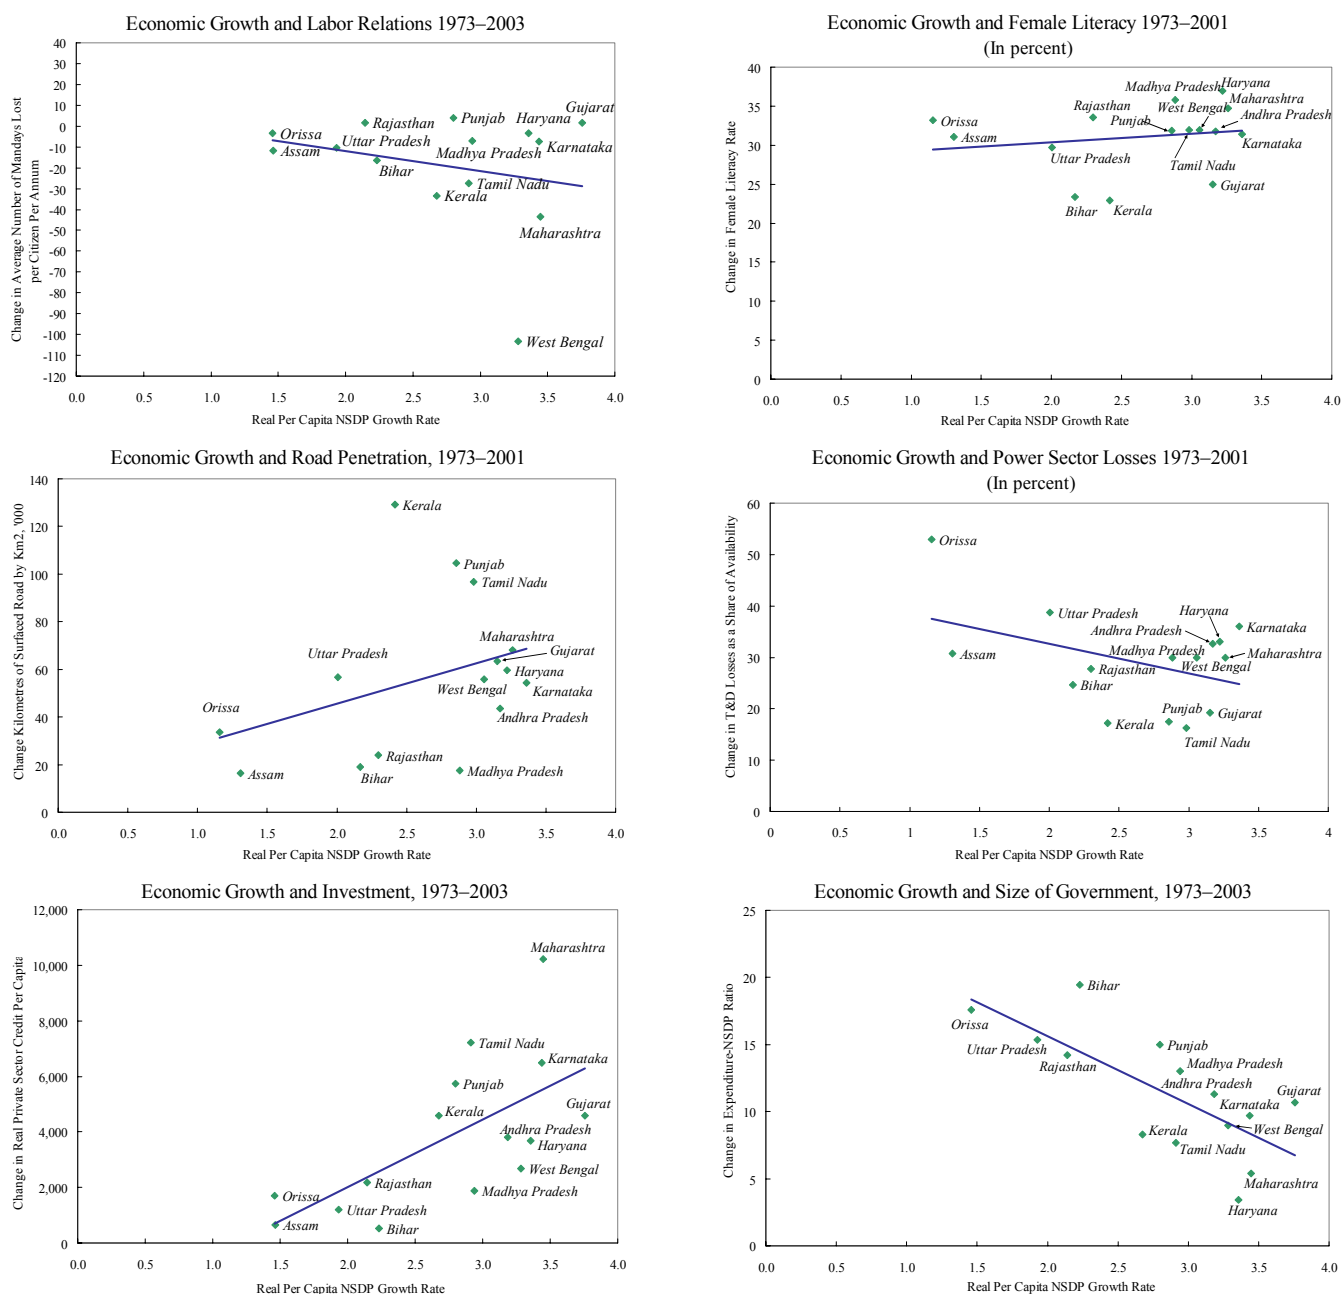 Economic Growth and Labor Relations 1973–2003
40
30
20
10
0
-10
-20
-30
-40
-50
-60
-70
-80
-90
-100
-110
-120
Change in Average Number of Mandays Lost
per Citizen Per Annum
Gujarat
Punjab
Haryana
Rajasthan
Orissa
Uttar Pradesh
Karnataka
Assam
Madhya Pradesh
Bihar
Tamil Nadu
Kerala
Maharashtra
West Bengal
0.0 0.5 1.0 1.5 2.0 2.5 3.0 3.5 4.0
Real Per Capita NSDP Growth Rate
Economic Growth and Female Literacy 1973–2001
(In percent)
40
35
30
25
20
15
10
5
0
Change in Female Literacy Rate
Haryana
Madhya Pradesh
Maharashtra
Rajasthan
West Bengal
Andhra Pradesh
Orissa
Punjab
Assam
Karnataka
Uttar Pradesh
Tamil Nadu
Gujarat
Bihar
Kerala
0.0 0.5 1.0 1.5 2.0 2.5 3.0 3.5 4.0
Real Per Capita NSDP Growth Rate
Economic Growth and Road Penetration, 1973–2001
140
120
100
80
60
40
20
0
Change Kilometres of Surfaced Road by Km2, '000
Kerala
Punjab
Tamil Nadu
Maharashtra
Uttar Pradesh
Gujarat
Haryana
West Bengal
Karnataka
Orissa
Andhra Pradesh
Rajasthan
Assam
Bihar
Madhya Pradesh
0.0 0.5 1.0 1.5 2.0 2.5 3.0 3.5 4.0
Real Per Capita NSDP Growth Rate
Economic Growth and Power Sector Losses 1973–2001
(In percent)
60
50
40
30
20
10
0
Change in T&D Losses as a Share of Availability
Orissa
Haryana
Uttar Pradesh
Karnataka
Andhra Pradesh
Assam
Madhya Pradesh
Maharashtra
Rajasthan
West Bengal
Bihar
Punjab
Gujarat
Kerala
Tamil Nadu
0 0.5 1 1.5 2 2.5 3 3.5 4
Real Per Capita NSDP Growth Rate
Economic Growth and Investment, 1973–2003
12,000
10,000
8,000
6,000
4,000
2,000
0
Change in Real Private Sector Credit Per Capita
Maharashtra
Tamil Nadu
Karnataka
Punjab
Gujarat
Kerala
Andhra Pradesh
Haryana
West Bengal
Rajasthan
Madhya Pradesh
Orissa
Uttar Pradesh
Assam
Bihar
0.0 0.5 1.0 1.5 2.0 2.5 3.0 3.5 4.0
Real Per Capita NSDP Growth Rate
Economic Growth and Size of Government, 1973–2003
25
20
15
10
5
0
Change in Expenditure-NSDP Ratio
Bihar
Orissa
Uttar Pradesh
Punjab
Rajasthan
Madhya Pradesh
Andhra Pradesh
Gujarat
Karnataka
Kerala
West Bengal
Tamil Nadu
Maharashtra
Haryana
0.0 0.5 1.0 1.5 2.0 2.5 3.0 3.5 4.0
Real Per Capita NSDP Growth Rate